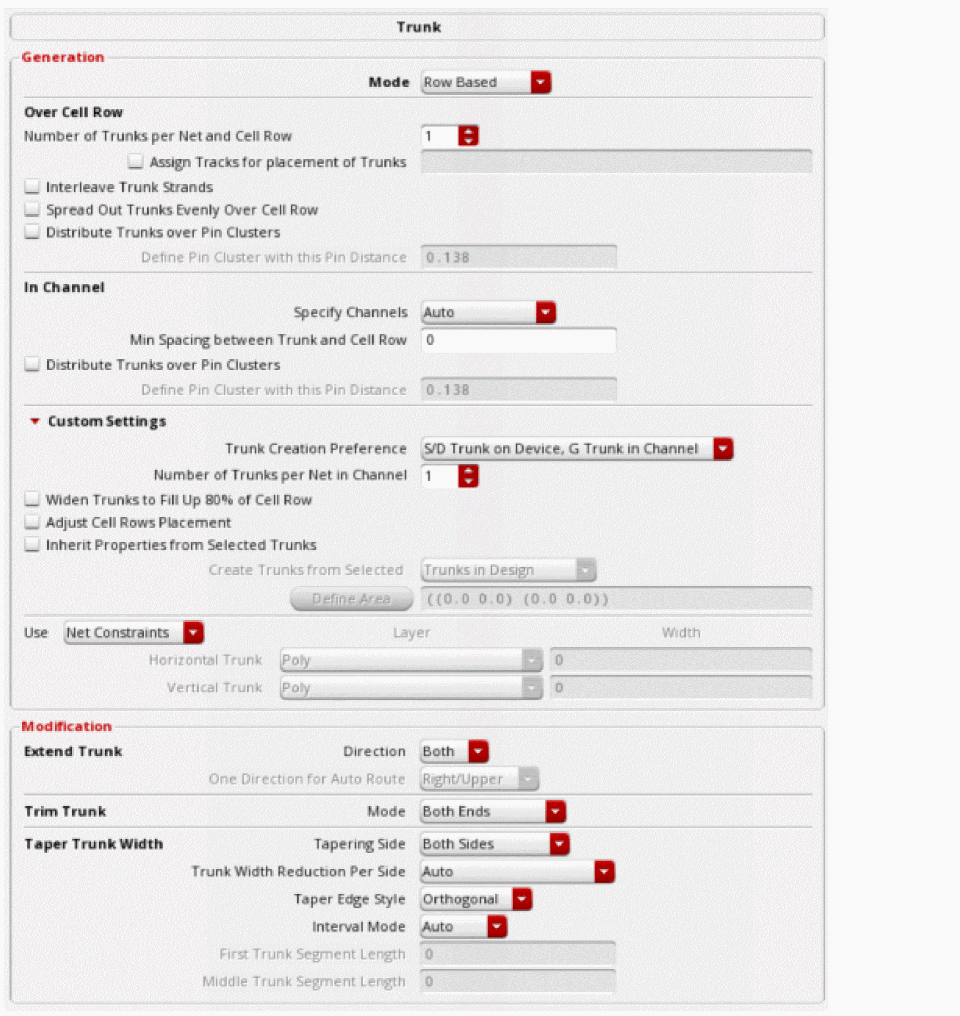 Trunk
Generation
Mode Row Based
Over Cell Row
Number of Trunks per Net and Cell Row 1
Assign Tracks for placement of Trunks
Interleave Trunk Strands
Spread Out Trunks Evenly Over Cell Row
Distribute Trunks over Pin Clusters
Define Pin Cluster with this Pin Distance 0.138
In Channel
Specify Channels Auto
Min Spacing between Trunk and Cell Row 0
Distribute Trunks over Pin Clusters
Define Pin Cluster with this Pin Distance 0.138
Custom Settings
Trunk Creation Preference S/D Trunk on Device, G Trunk in Channel
Number of Trunks per Net in Channel 1
Widen Trunks to Fill Up 80% of Cell Row
Adjust Cell Rows Placement
Inherit Properties from Selected Trunks
Create Trunks from Selected Trunks in Design
Define Area ((0.0 0.0) (0.0 0.0))
Use Net Constraints Layer Width
Horizontal Trunk Poly 0
Vertical Trunk Poly 0
Modification
Extend Trunk Direction Both
One Direction for Auto Route Right/Upper
Trim Trunk Mode Both Ends
Taper Trunk Width Tapering Side Both Sides
Trunk Width Reduction Per Side Auto
Taper Edge Style Orthogonal
Interval Mode Auto
First Trunk Segment Length 0
Middle Trunk Segment Length 0